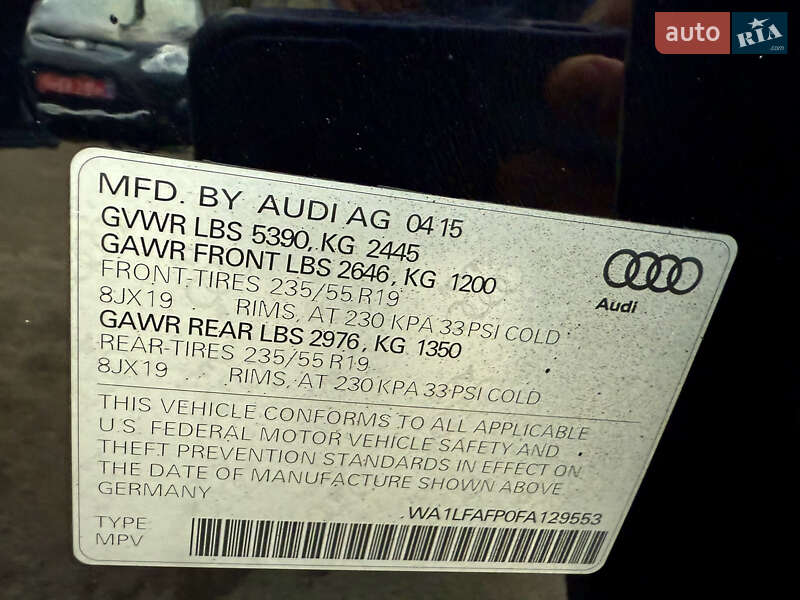 auto RIA .com
MFD. BY AUDI AG 04 15
GVWR LBS 5390, KG 2445
GAWR FRONT LBS 2646, KG 1200
FRONT-TIRES 235/55 R19
8JX19 RIMS, AT 230 KPA 33 PSI COLD
GAWR REAR LBS 2976, KG 1350
REAR-TIRES 235/55 R19
8JX19 RIMS, AT 230 KPA 33 PSI COLD
Audi
THIS VEHICLE CONFORMS TO ALL APPLICABLE
U.S. FEDERAL MOTOR VEHICLE SAFETY AND
THEFT PREVENTION STANDARDS IN EFFECT ON
THE DATE OF MANUFACTURE SHOWN ABOVE.
GERMANY
WA1LFAFP0FA129553
TYPE:
MPV